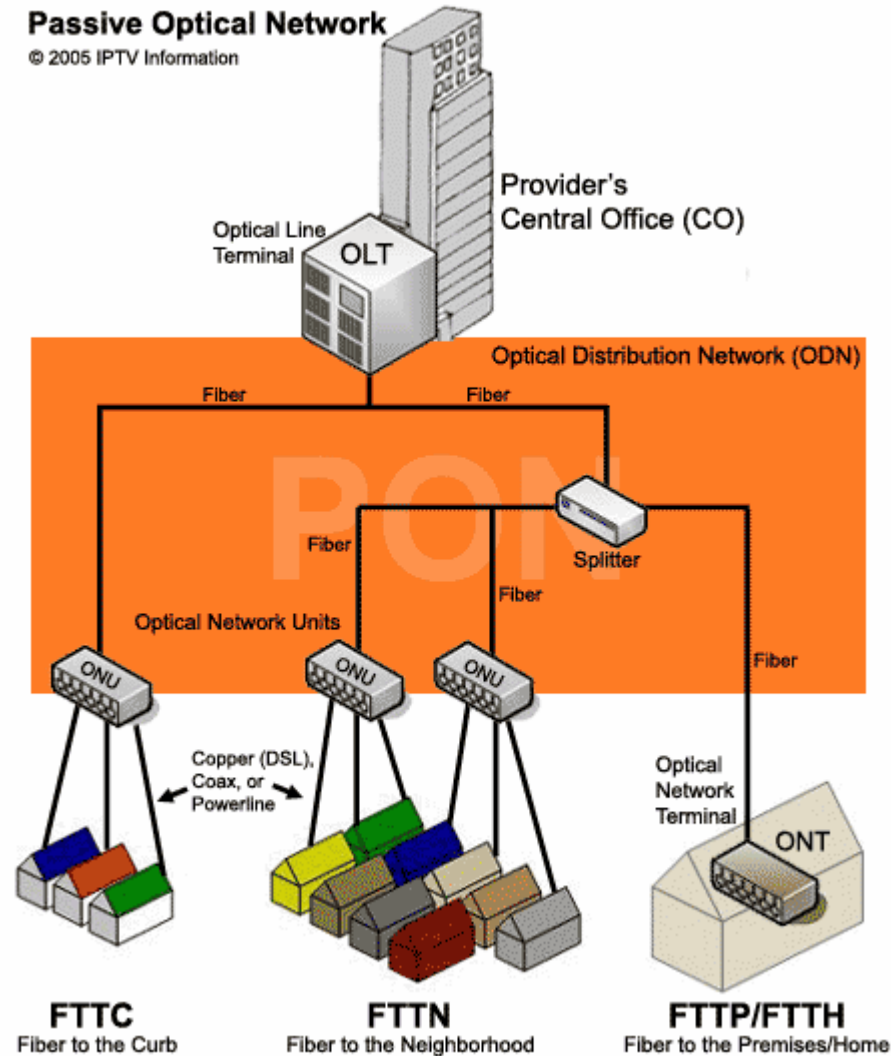 Passive Optical Network
© 2005 IPTV Information
Provider's
Central Office (CO)
Optical Line
Terminal
OLT
Optical Distribution Network (ODN)
Fiber
Fiber
PON
Splitter
Fiber
Fiber
Optical Network Units
Fiber
ONU
ONU
ONU
Copper (DSL),
Coax, or
Powerline
Optical
Network
Terminal
ONT
FTTC
Fiber to the Curb
FTTN
Fiber to the Neighborhood
FTTP/FTTH
Fiber to the Premises/Home